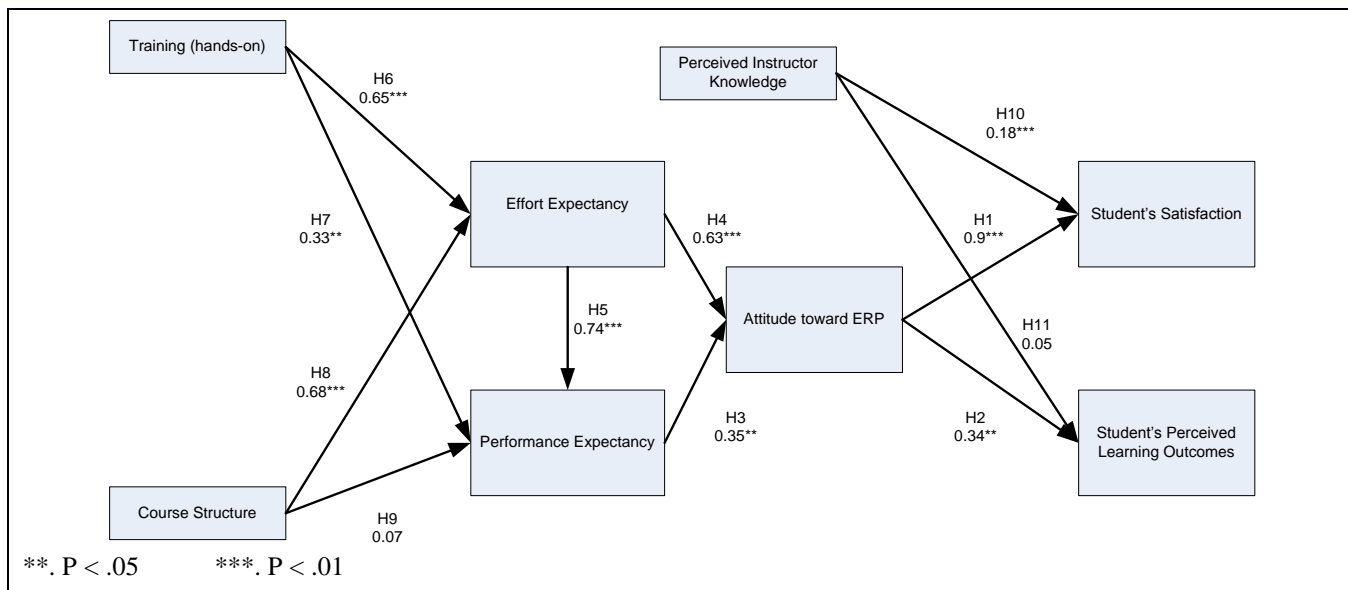 Training (hands-on)
Perceived Instructor
Knowledge
H6
0.65***
H10
0.18***
Effort Expectancy
Student's Satisfaction
H7
0.33**
H4
0.63***
H1
0.9***
H5
0.74***
Attitude toward ERP
H11
0.05
H8
0.68***
H3
0.35**
H2
0.34**
Performance Expectancy
Student's Perceived
Learning Outcomes
Course Structure
H9
0.07
**. P < .05 ***. P < .01